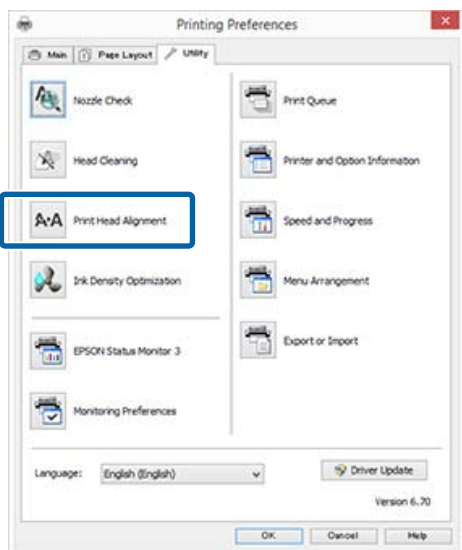 Printing Preferences
Main
Page Layout
Utility
Nozzle Check
Print Queue
Head Cleaning
Printer and Option Information
A·A Print Head Alignment
Speed and Progress
Ink Density Optimization
Menu Arrangement
EPSON Status Monitor 3
Export or Import
Monitoring Preferences
Language: English (English)
Driver Update
Version 6.70
OK Cancel Help